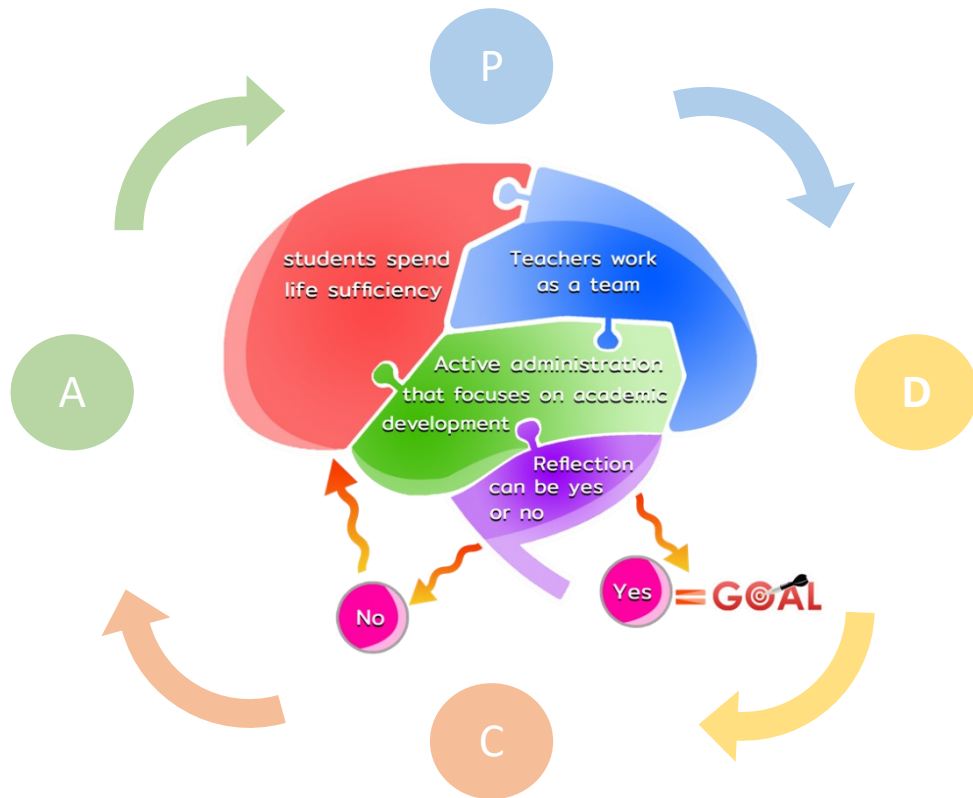 P
students spend
life sufficiency
Teachers work
as a team
Active administration
that focuses on academic
development
A
D
Reflection
can be yes
or no
No
Yes
GOAL
C